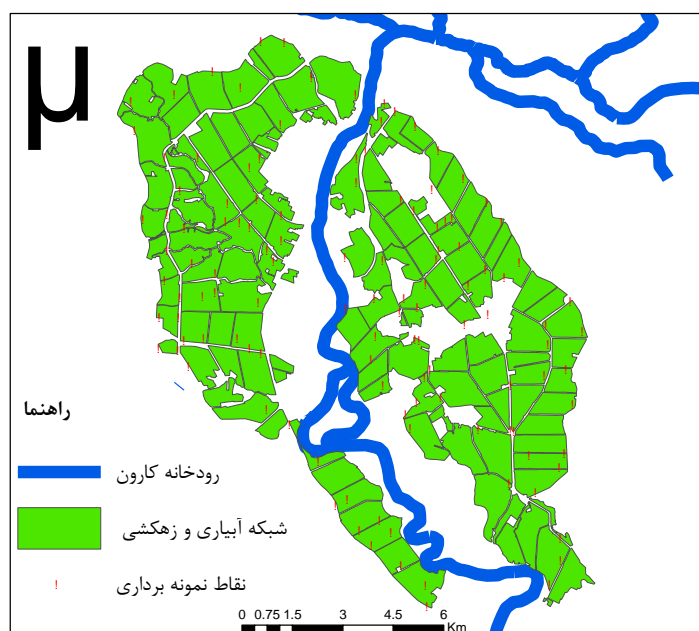 µ
راهنما
رودخانه کارون
شبکه آبیاری و زهکشی
نقاط نمونه برداری
0 0.75 1.5 3 4.5 6
Km